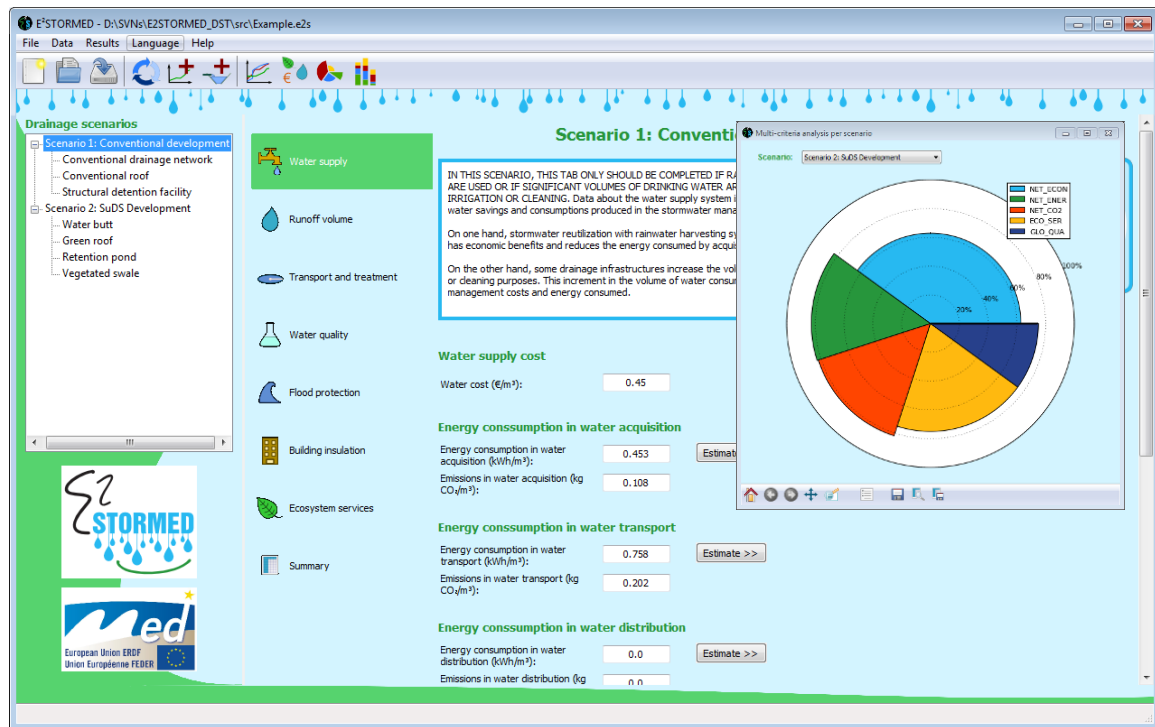 E²STORMED - D:\SVNs\E2STORMED_DST\src\Example.e2s
File Data Results Language Help
Drainage scenarios
Scenario 1: Conventional development
Conventional drainage network
Conventional roof
Structural detention facility
Scenario 2: SuDS Development
Water butt
Green roof
Retention pond
Vegetated swale
STORMED
Med
European Union ERDF
Union Européenne FEDER
Water supply
Runoff volume
Transport and treatment
Water quality
Flood protection
Building insulation
Ecosystem services
Summary
Scenario 1: Conventi
IN THIS SCENARIO, THIS TAB ONLY SHOULD BE COMPLETED IF RA
ARE USED OR IF SIGNIFICANT VOLUMES OF DRINKING WATER AR
IRRIGATION OR CLEANING. Data about the water supply system i
water savings and consumptions produced in the stormwater mana
On one hand, stormwater reutilization with rainwater harvesting sy
has economic benefits and reduces the energy consumed by acqui
On the other hand, some drainage infrastructures increase the vol
or cleaning purposes. This increment in the volume of water consu
management costs and energy consumed.
Water supply cost
Water cost (€/m³): 0.45
Energy conssumption in water acquisition
Energy consumption in water
acquisition (kWh/m³): 0.453 Estimat
Emissions in water acquisition (kg
CO₂/m³): 0.108
Energy conssumption in water transport
Energy consumption in water
transport (kWh/m³): 0.758 Estimate >>
Emissions in water transport (kg
CO₂/m³): 0.202
Energy conssumption in water distribution
Energy consumption in water
distribution (kWh/m³): 0.0 Estimate >>
Emissions in water distribution (kg
0.0
Multi-criteria analysis per scenario
Scenario: Scenario 2: SuDS Development
NET_ECON
NET_ENER
NET_CO2
ECO_SER
GLO_QUA
20%
40%
60%
80%
100%